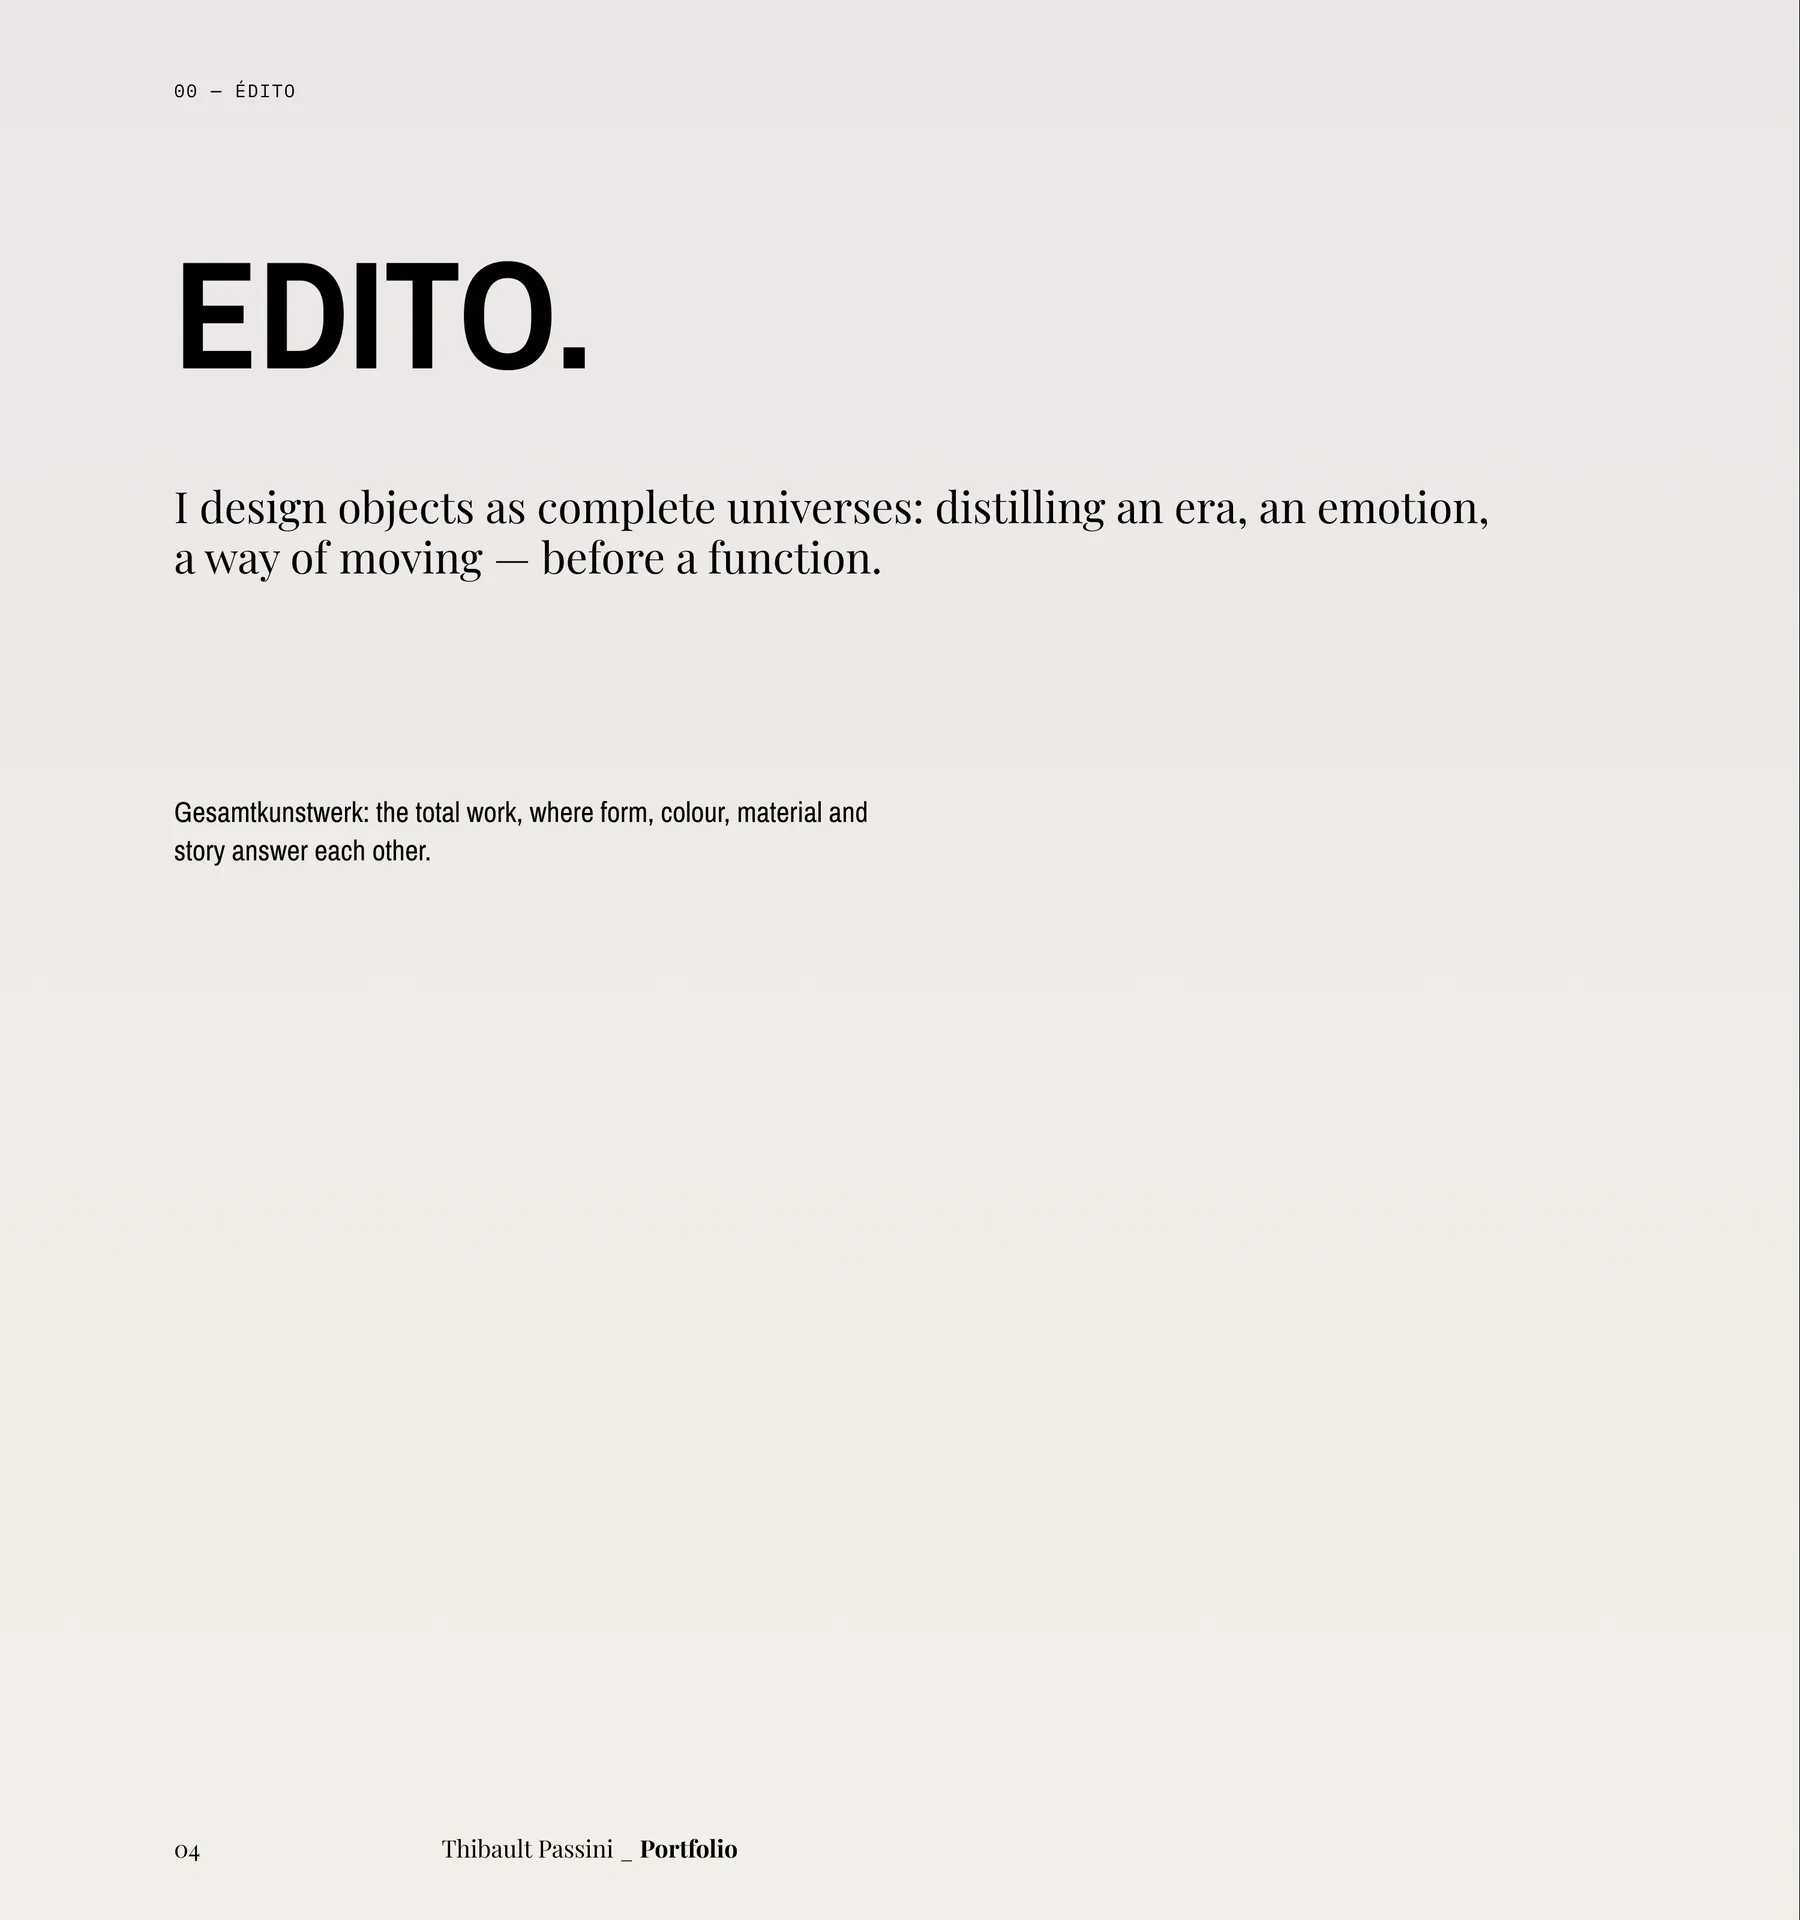 00 — ÉDITO
EDITO.
I design objects as complete universes: distilling an era, an emotion,
a way of moving — before a function.
Gesamtkunstwerk: the total work, where form, colour, material and
story answer each other.
04 Thibault Passini _ Portfolio